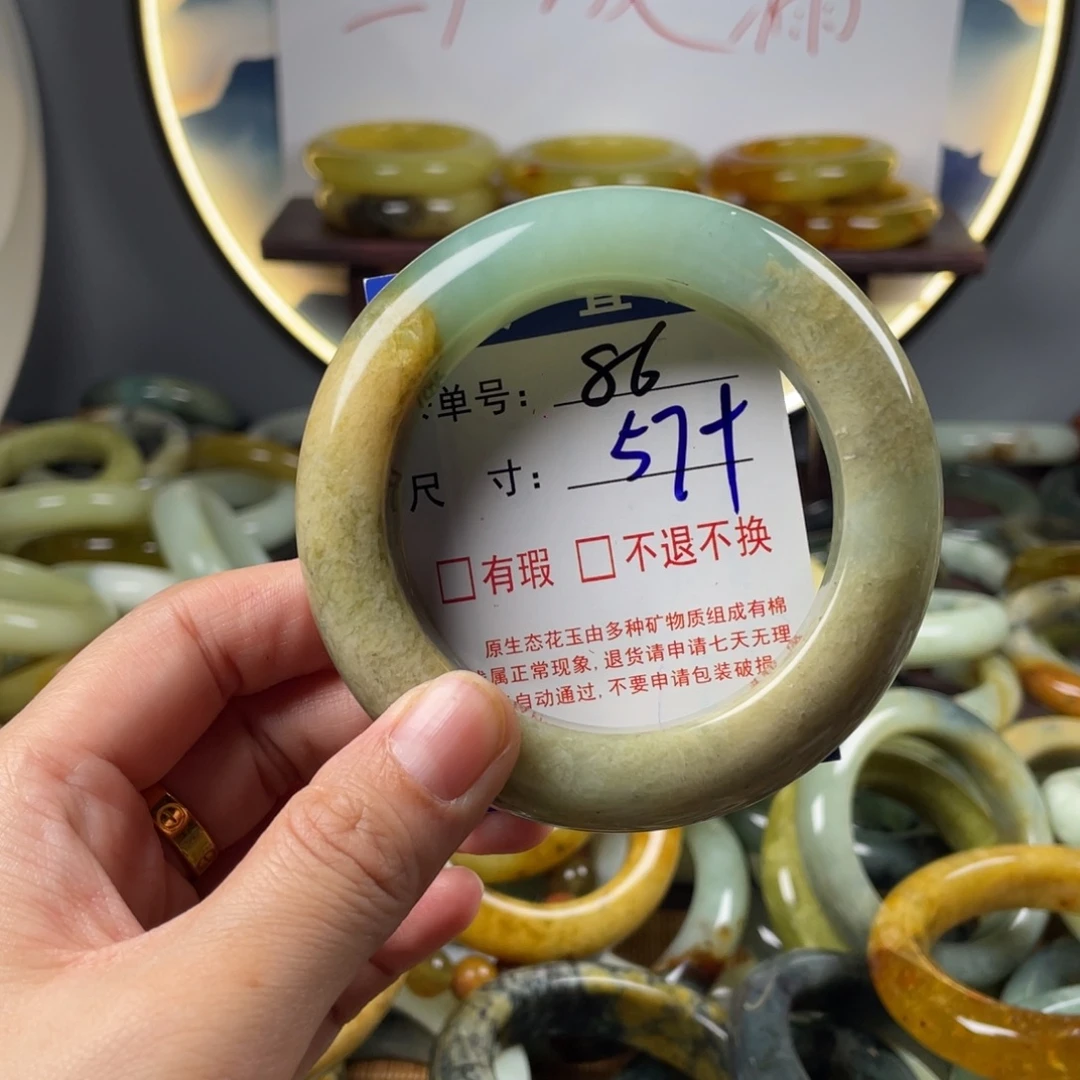 单号: 86
尺 寸: 57+
□有瑕 □不退不换
原生态花玉由多种矿物质组成有棉
属正常现象,退货请申请七天无理
自动通过,不要申请包装破损